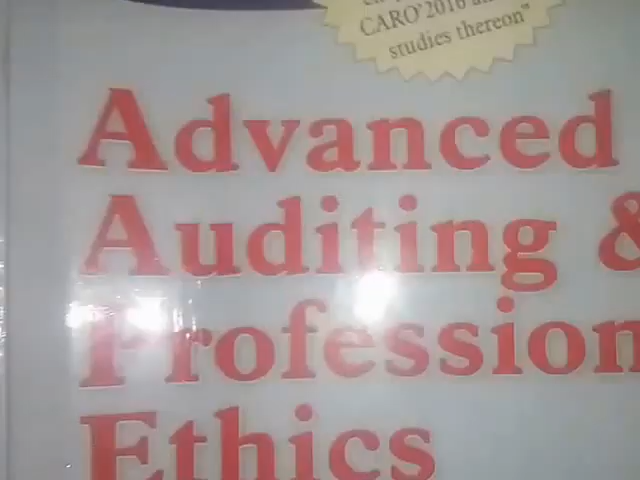 CARO'2016
studies thereon"
Advanced
Auditing &
Profession
Ethics